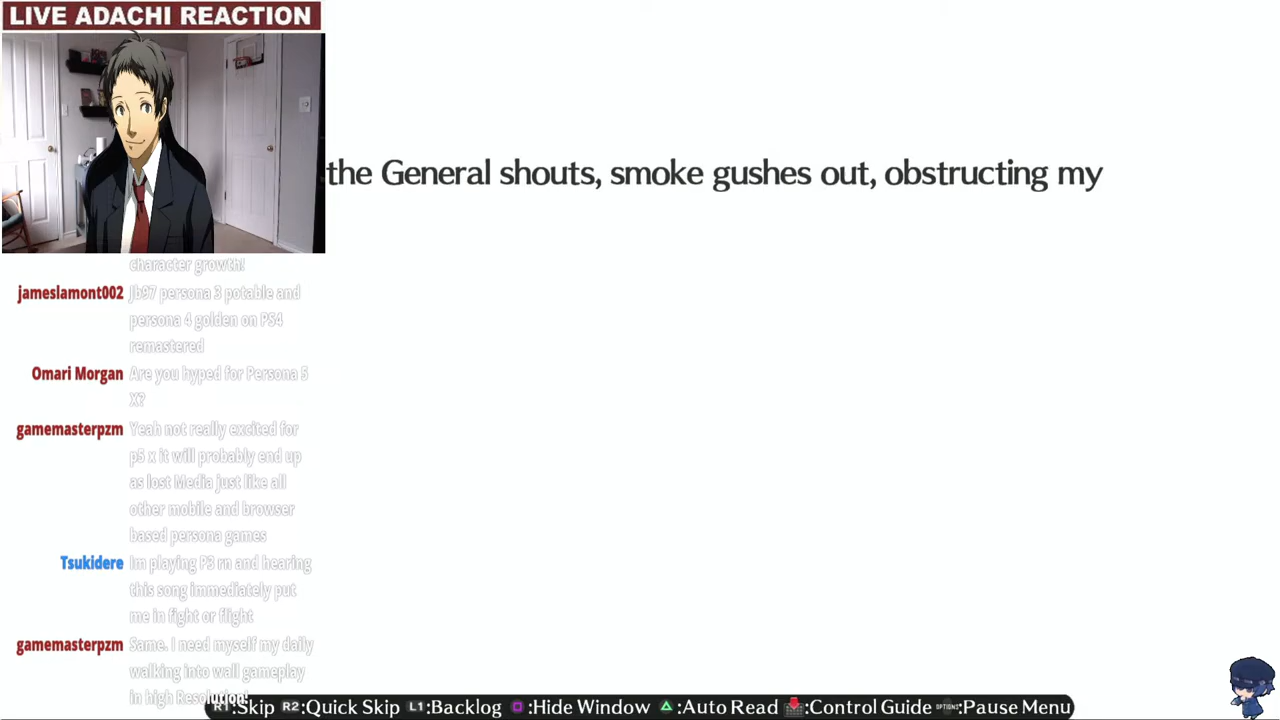 LIVE ADACHI REACTION
the General shouts, smoke gushes out, obstructing my
character growth!
jameslamont002 Jb97 persona 3 potable and
persona 4 golden on PS4
remastered
Omari Morgan Are you hyped for Persona 5
X?
gamemasterpzm Yeah not really excited for
p5 x it will probably end up
as lost Media just like all
other mobile and browser
based persona games
Tsukidere Im playing P3 rn and hearing
this song immediately put
me in fight or flight
gamemasterpzm Same. I need myself my daily
walking into wall gameplay
in high Resolution!
R1:Skip R2:Quick Skip L1:Backlog :Hide Window :Auto Read :Control Guide OPTIONS:Pause Menu